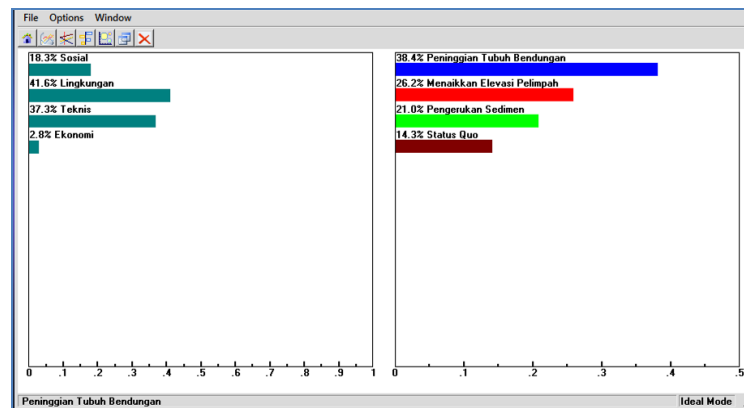 File Options Window
18.3% Sosial
41.6% Lingkungan
37.3% Teknis
2.8% Ekonomi
0 .1 .2 .3 .4 .5 .6 .7 .8 .9 1
38.4% Peninggian Tubuh Bendungan
26.2% Menaikkan Elevasi Pelimpah
21.0% Pengerukan Sedimen
14.3% Status Quo
0 .1 .2 .3 .4 .5
Peninggian Tubuh Bendungan Ideal Mode